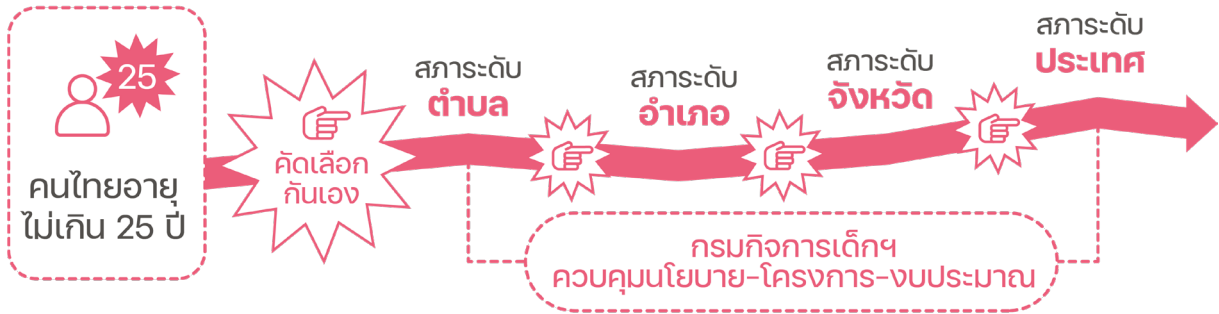 25
คนไทยอายุ
ไม่เกิน 25 ปี
คัดเลือก
กันเอง
สภาระดับ
ตำบล
สภาระดับ
อำเภอ
สภาระดับ
จังหวัด
สภาระดับ
ประเทศ
กรมกิจการเด็กฯ
ควบคุมนโยบาย-โครงการ-งบประมาณ